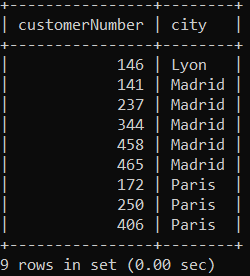 +----------------+--------+
| customerNumber | city   |
+----------------+--------+
|            146 | Lyon   |
|            141 | Madrid |
|            237 | Madrid |
|            344 | Madrid |
|            458 | Madrid |
|            465 | Madrid |
|            172 | Paris  |
|            250 | Paris  |
|            406 | Paris  |
+----------------+--------+
9 rows in set (0.00 sec)